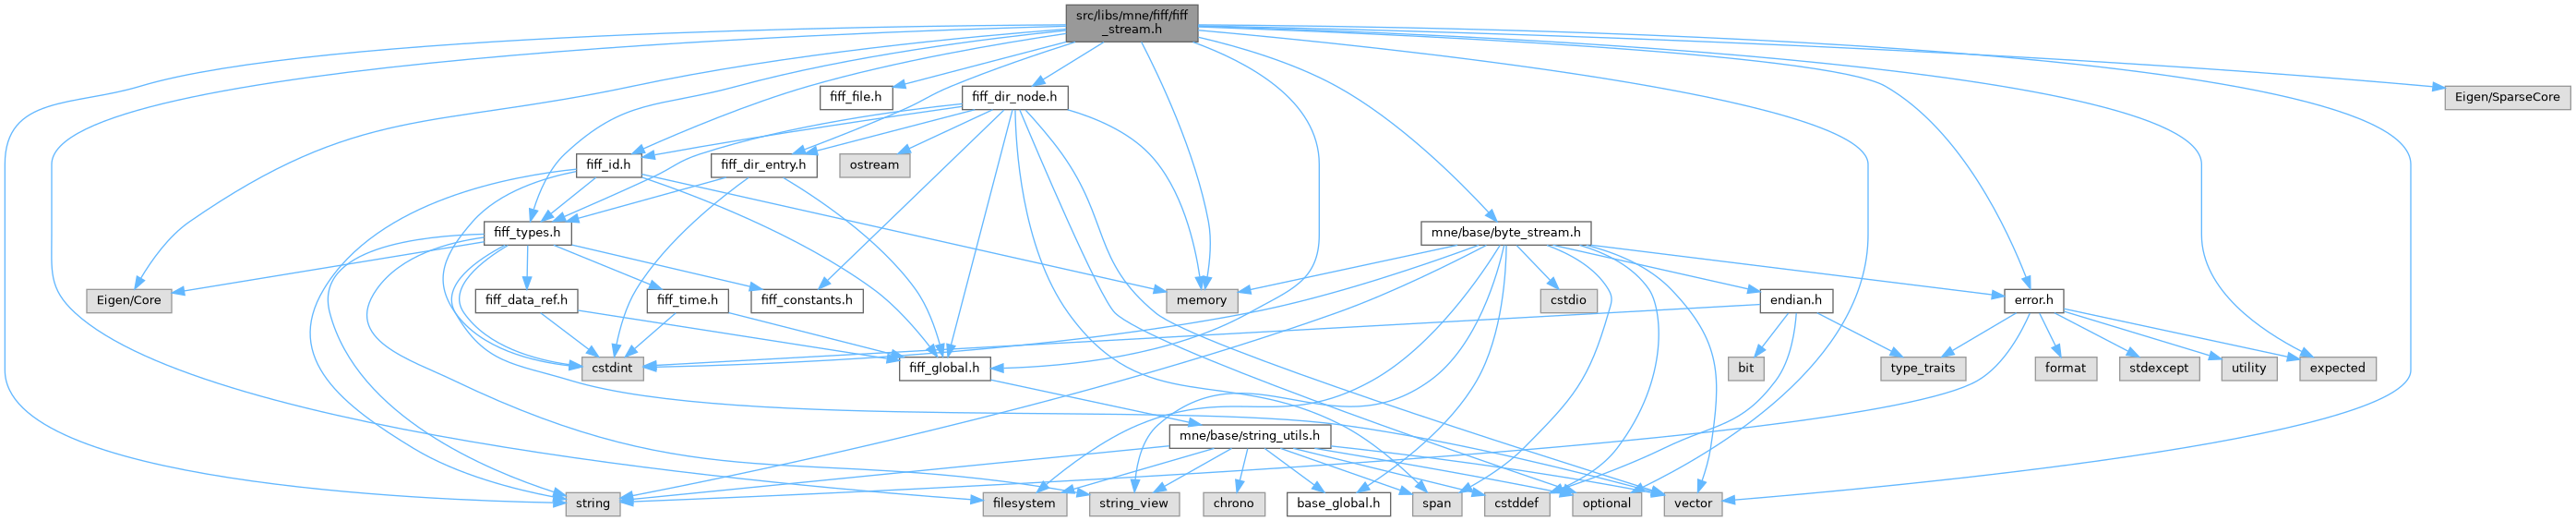 src/libs/mne/fiff/fiff
_stream.h
fiff_file.h
fiff_dir_node.h
Eigen/SparseCore
fiff_id.h
fiff_dir_entry.h
ostream
fiff_types.h
mne/base/byte_stream.h
Eigen/Core
fiff_data_ref.h
fiff_time.h
fiff_constants.h
memory
cstdio
endian.h
error.h
cstdint
fiff_global.h
bit
type_traits
format
stdexcept
utility
expected
mne/base/string_utils.h
string
filesystem
string_view
chrono
base_global.h
span
cstddef
optional
vector